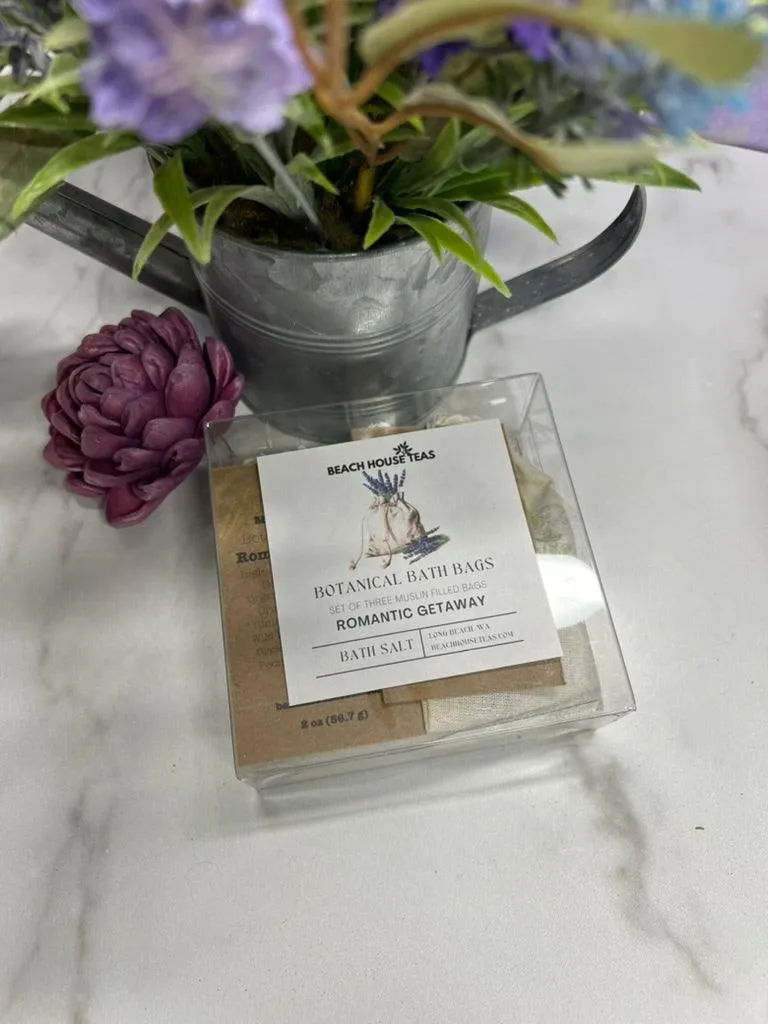 BEACH HOUSE TEAS
BOTANICAL BATH BAGS
SET OF THREE MUSLIN FILLED BAGS
ROMANTIC GETAWAY
BATH SALT
LONG BEACH, WA
BEACHHOUSETEAS.COM
Rom
2 oz (56.7 g)